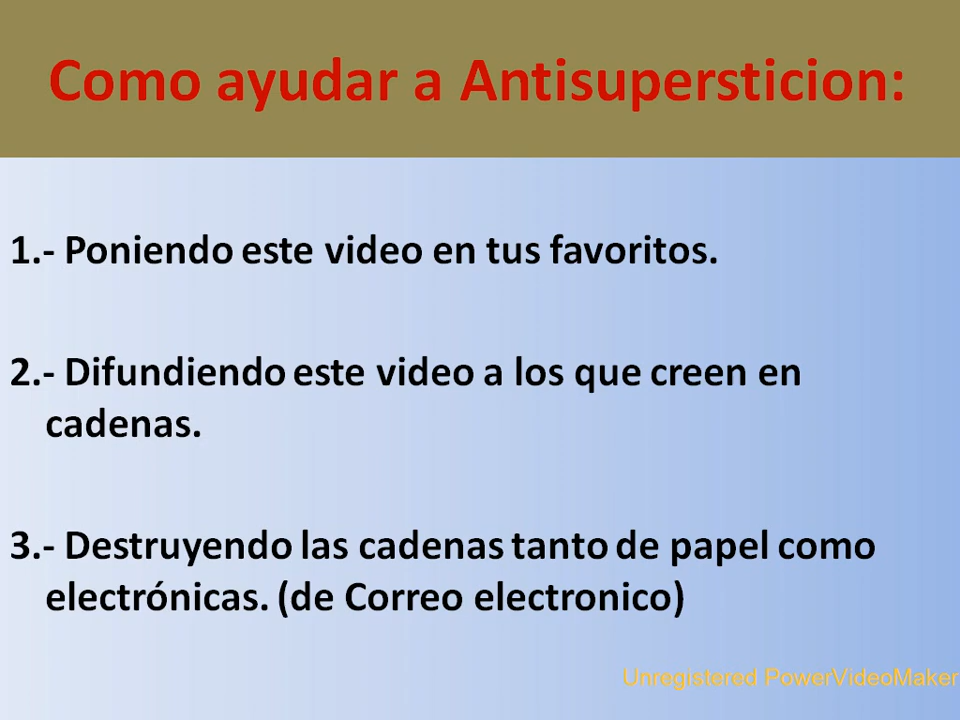 Como ayudar a Antisupersticion:
1.- Poniendo este video en tus favoritos.
2.- Difundiendo este video a los que creen en
cadenas.
3.- Destruyendo las cadenas tanto de papel como
electrónicas. (de Correo electronico)
Unregistered PowerVideoMaker